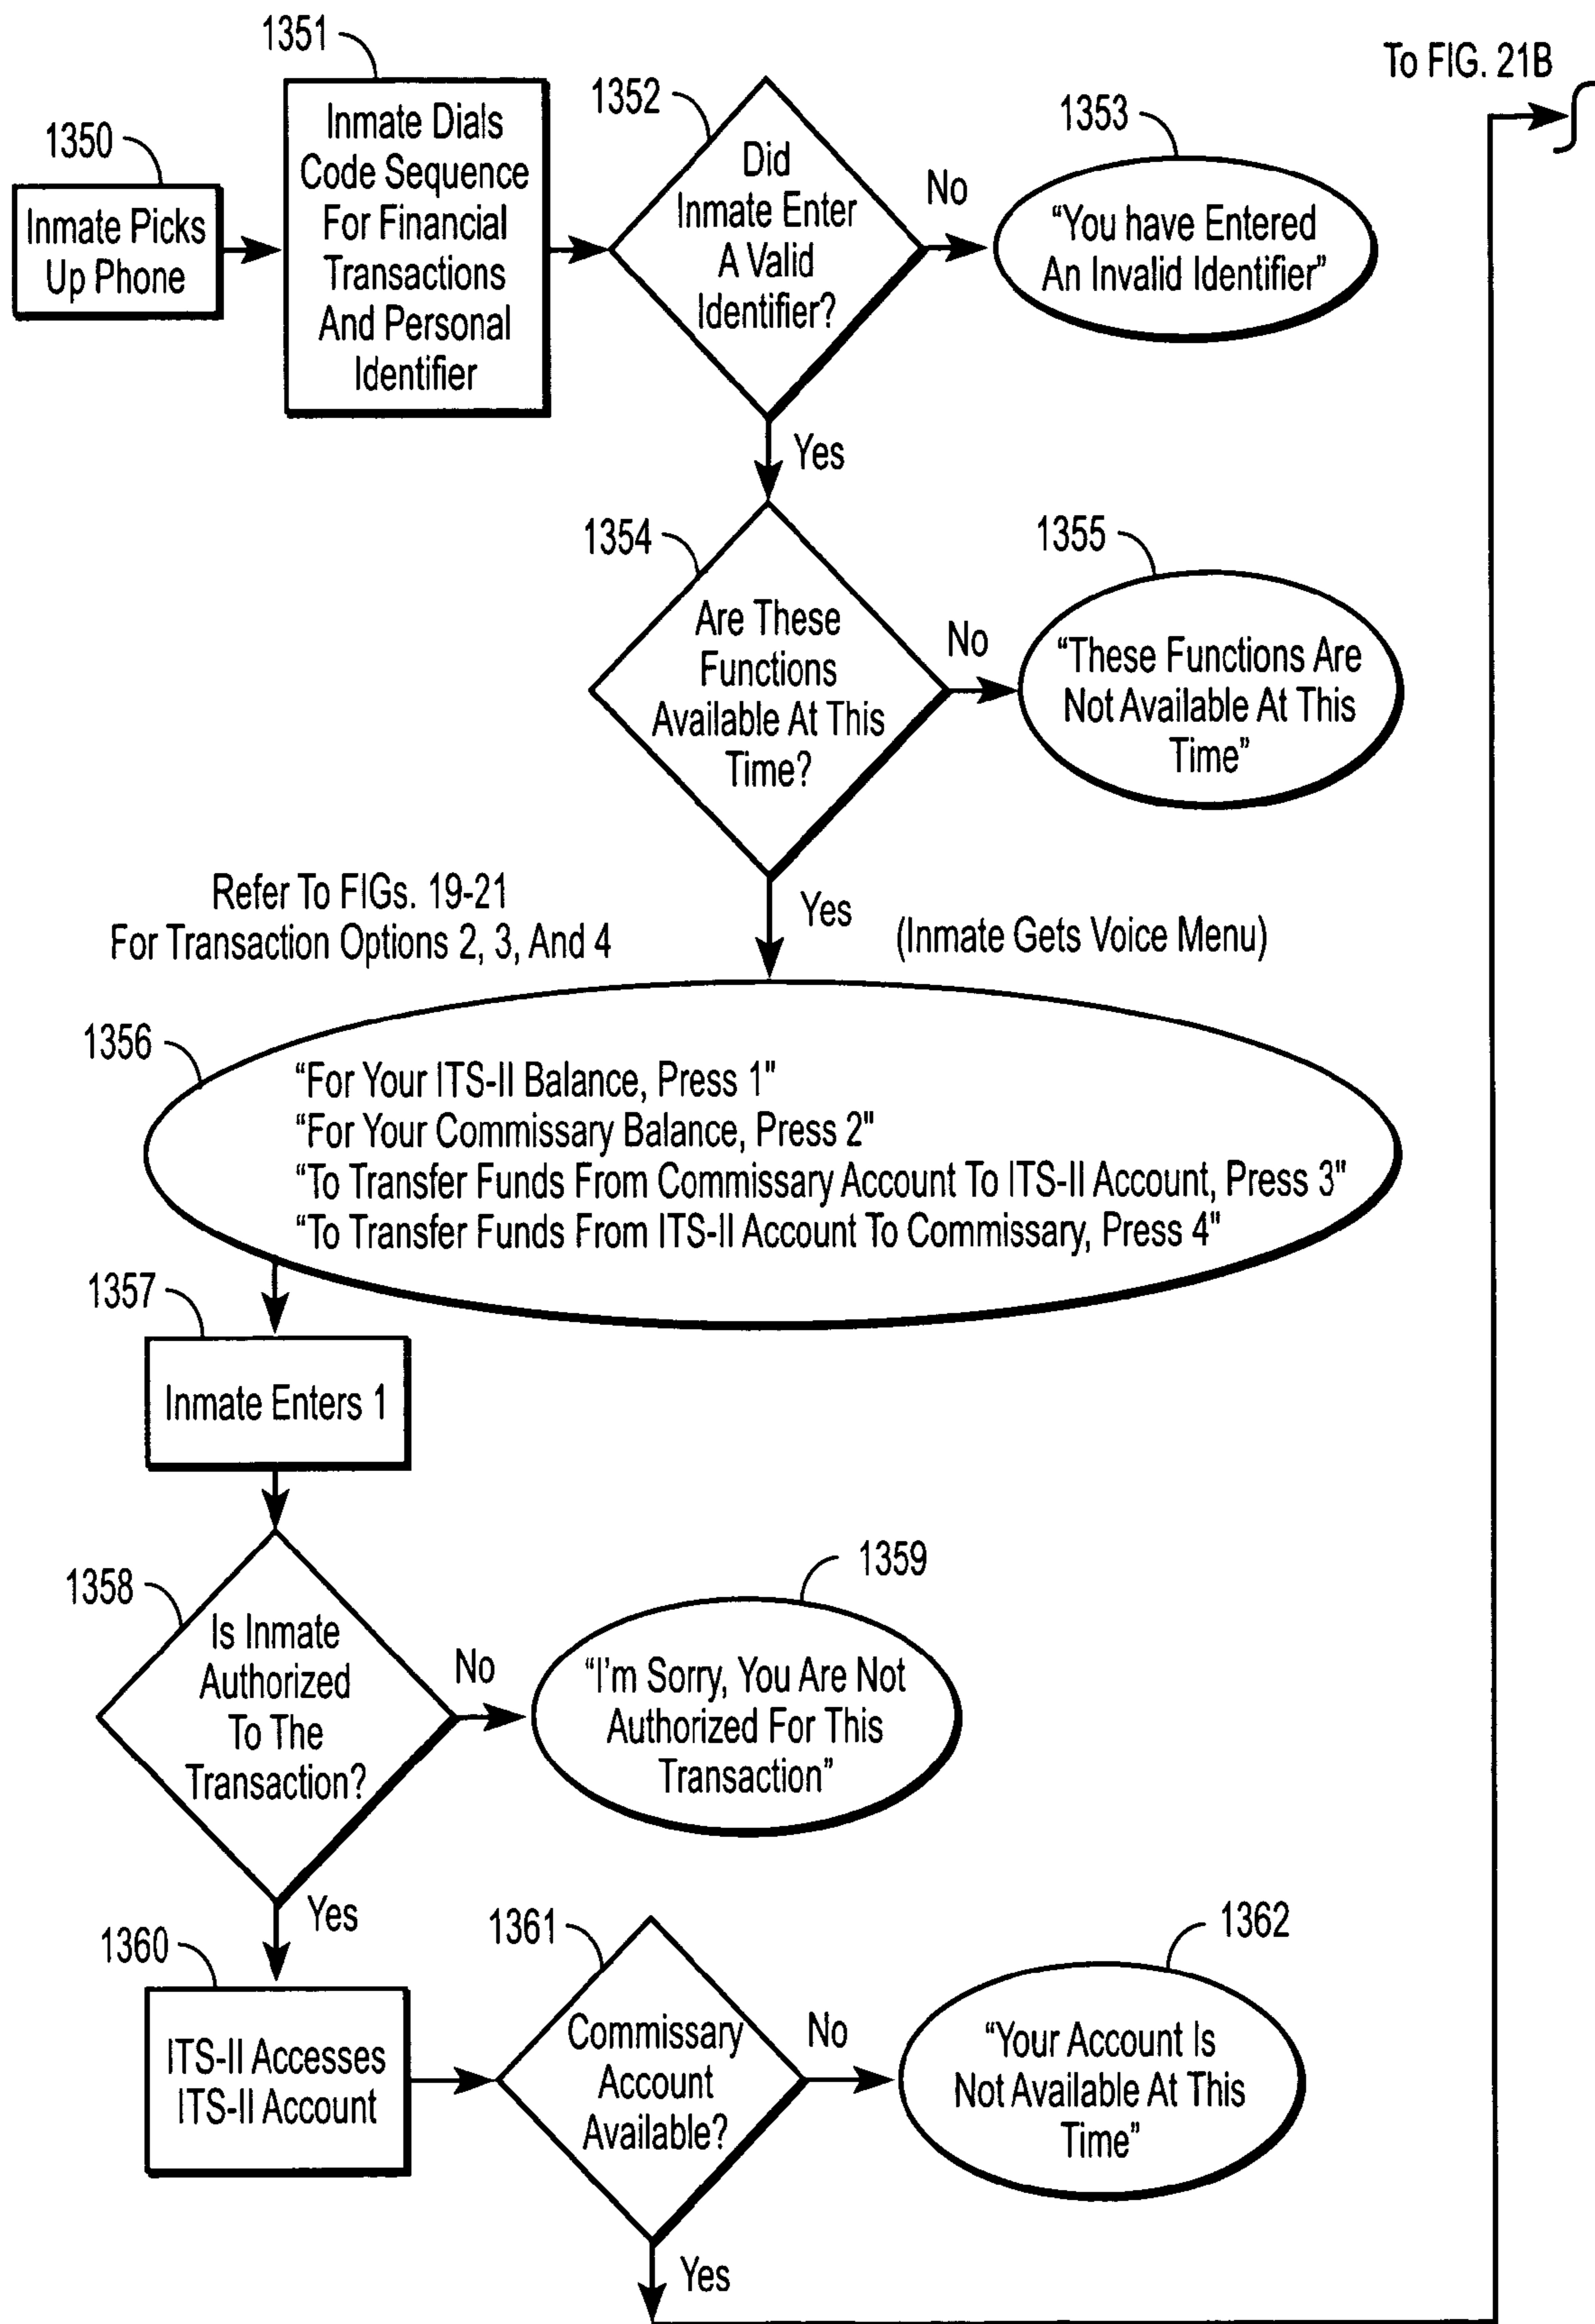 To FIG. 21B
1350
Inmate Picks
Up Phone
1351
Inmate Dials
Code Sequence
For Financial
Transactions
And Personal
Identifier
1352
Did
Inmate Enter
A Valid
Identifier?
No
1353
“You have Entered
An Invalid Identifier”
Yes
1354
Are These
Functions
Available At This
Time?
No
1355
“These Functions Are
Not Available At This
Time”
Yes
(Inmate Gets Voice Menu)
Refer To FIGs. 19-21
For Transaction Options 2, 3, And 4
1356
“For Your ITS-II Balance, Press 1"
“For Your Commissary Balance, Press 2"
“To Transfer Funds From Commissary Account To ITS-II Account, Press 3"
“To Transfer Funds From ITS-II Account To Commissary, Press 4"
1357
Inmate Enters 1
1358
Is Inmate
Authorized
To The
Transaction?
No
1359
“I'm Sorry, You Are Not
Authorized For This
Transaction”
Yes
1360
ITS-II Accesses
ITS-II Account
1361
Commissary
Account
Available?
No
1362
“Your Account Is
Not Available At This
Time”
Yes